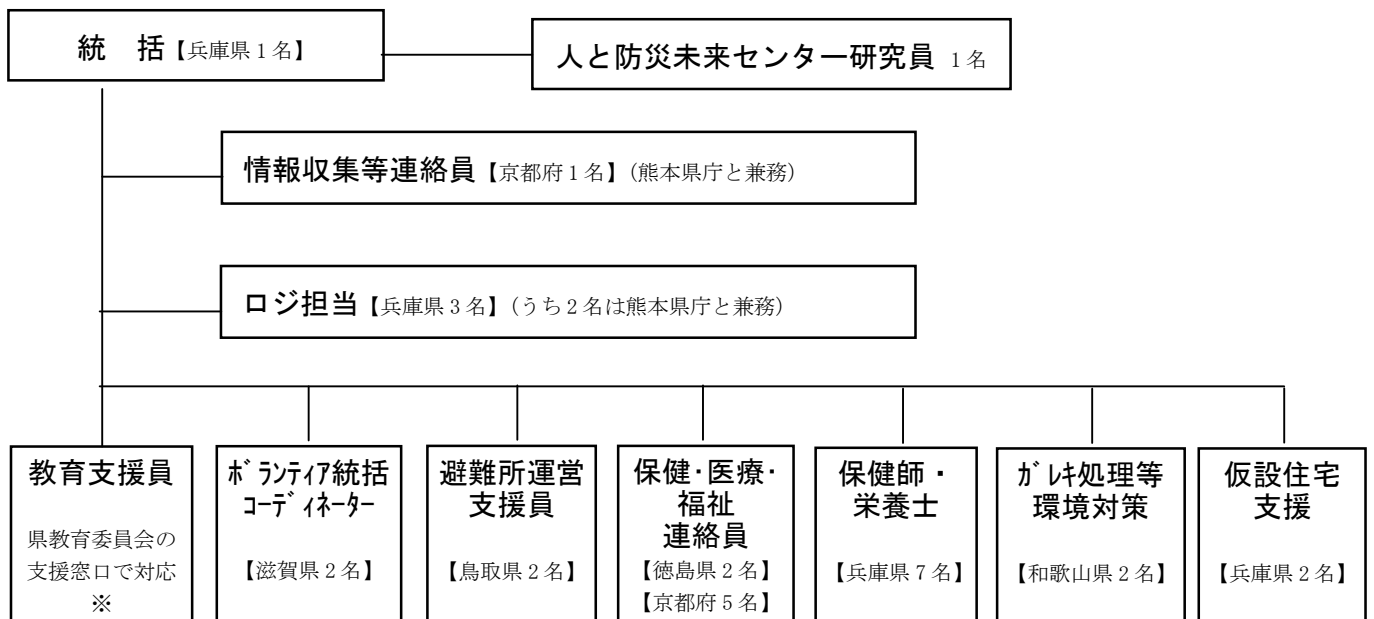 統　括【兵庫県1名】
人と防災未来センター研究員 1名
情報収集等連絡員【京都府1名】（熊本県庁と兼務）
ロジ担当【兵庫県3名】（うち2名は熊本県庁と兼務）
教育支援員
県教育委員会の
支援窓口で対応
※
ﾎﾞﾗﾝﾃｨｱ統括
ｺｰﾃﾞｨﾈｰﾀｰ
【滋賀県2名】
避難所運営
支援員
【鳥取県2名】
保健・医療・
福祉
連絡員
【徳島県2名】
【京都府5名】
保健師・
栄養士
【兵庫県7名】
ｶﾞﾚｷ処理等
環境対策
【和歌山県2名】
仮設住宅
支援
【兵庫県2名】